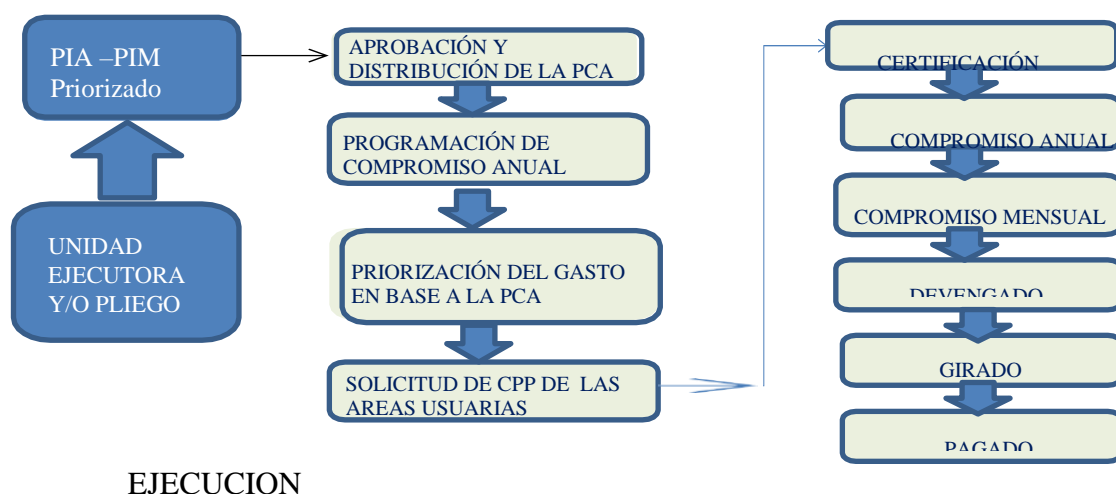 PIA –PIM
Priorizado
UNIDAD
EJECUTORA
Y/O PLIEGO
APROBACIÓN Y
DISTRIBUCIÓN DE LA PCA
PROGRAMACIÓN DE
COMPROMISO ANUAL
PRIORIZACIÓN DEL GASTO
EN BASE A LA PCA
SOLICITUD DE CPP DE LAS
AREAS USUARIAS
CERTIFICACIÓN
COMPROMISO ANUAL
COMPROMISO MENSUAL
DEVENGADO
GIRADO
PAGADO
EJECUCION